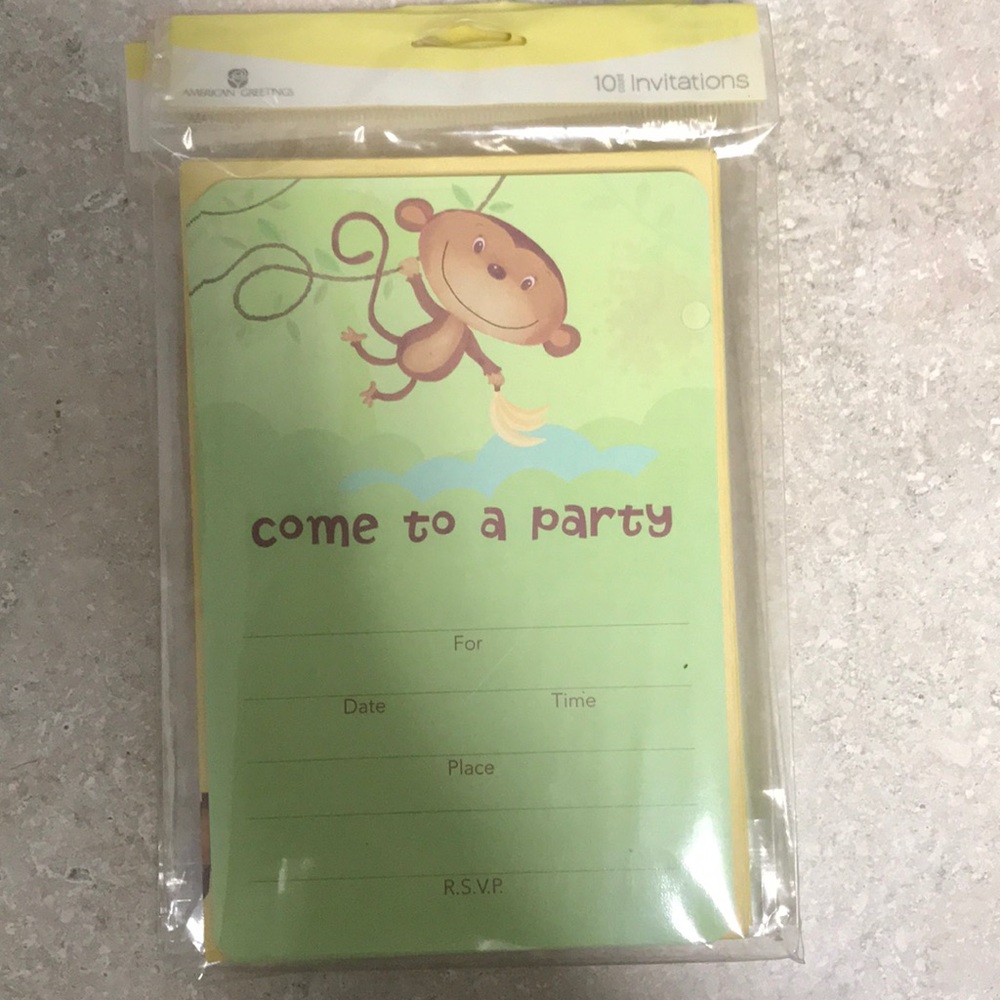 AMERICAN GREETINGS
10 Invitations
come to a party
For
Date Time
Place
R.S.V.P.